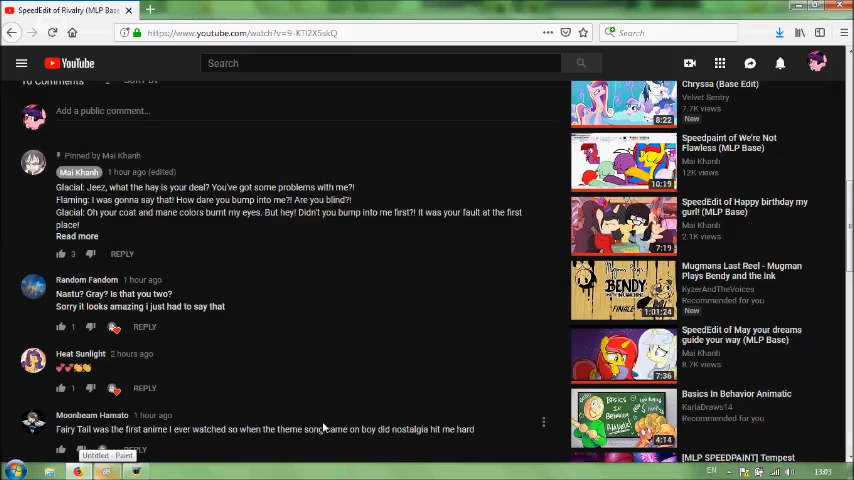 SpeedEdit of Rivalry (MLP Base
https://www.youtube.com/watch?v=9-KTl2X5skQ
Search
YouTube
Search
16 Comments
SORT BY
Add a public comment...
Pinned by Mai Khanh
Mai Khanh 1 hour ago (edited)
Glacial: Jeez, what the hay is your deal? You've got some problems with me?!
Flaming: I was gonna say that! How dare you bump into me?! Are you blind?!
Glacial: Oh your coat and mane colors burnt my eyes. But hey! Didn't you bump into me first?! It was your fault at the first
place!
Read more
3 REPLY
Random Fandom 1 hour ago
Nastu? Gray? Is that you two?
Sorry it looks amazing i just had to say that
1 REPLY
Heat Sunlight 2 hours ago
💕💕👏👏
1 REPLY
Moonbeam Hamato 1 hour ago
Fairy Tail was the first anime I ever watched so when the theme song came on boy did nostalgia hit me hard
REPLY
Untitled - Paint
Chryssa (Base Edit)
Velvet Sentry
7.7K views
New
8:22
Speedpaint of We're Not
Flawless (MLP Base)
Mai Khanh
12K views
10:19
SpeedEdit of Happy birthday my
gurl! (MLP Base)
Mai Khanh
2.1K views
7:19
Mugmans Last Reel - Mugman
Plays Bendy and the Ink
KyzerAndTheVoices
Recommended for you
New
BENDY
FINALE
1:01:24
SpeedEdit of May your dreams
guide your way (MLP Base)
Mai Khanh
8.7K views
7:36
Basics In Behavior Animatic
KarlaDraws14
Recommended for you
BASICS
IN
BEHAVIOR
4:14
[MLP SPEEDPAINT] Tempest
EN
13:03